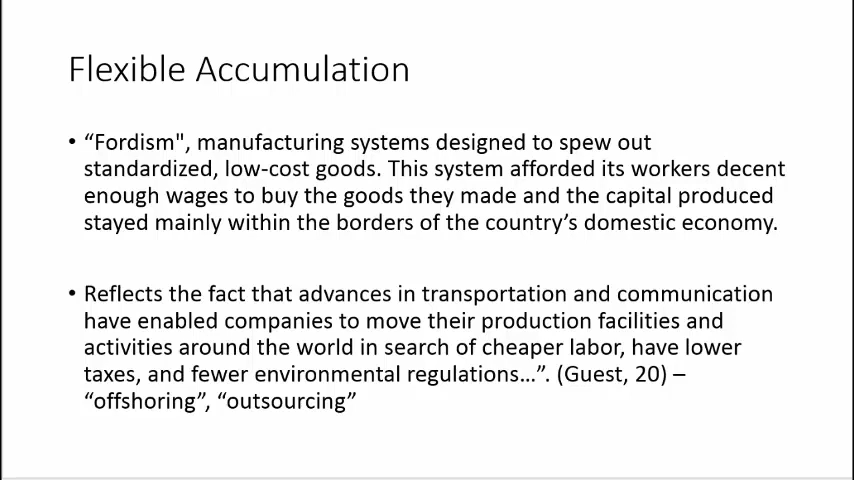 Flexible Accumulation
• “Fordism", manufacturing systems designed to spew out
standardized, low-cost goods. This system afforded its workers decent
enough wages to buy the goods they made and the capital produced
stayed mainly within the borders of the country’s domestic economy.
• Reflects the fact that advances in transportation and communication
have enabled companies to move their production facilities and
activities around the world in search of cheaper labor, have lower
taxes, and fewer environmental regulations…”. (Guest, 20) –
“offshoring”, “outsourcing”